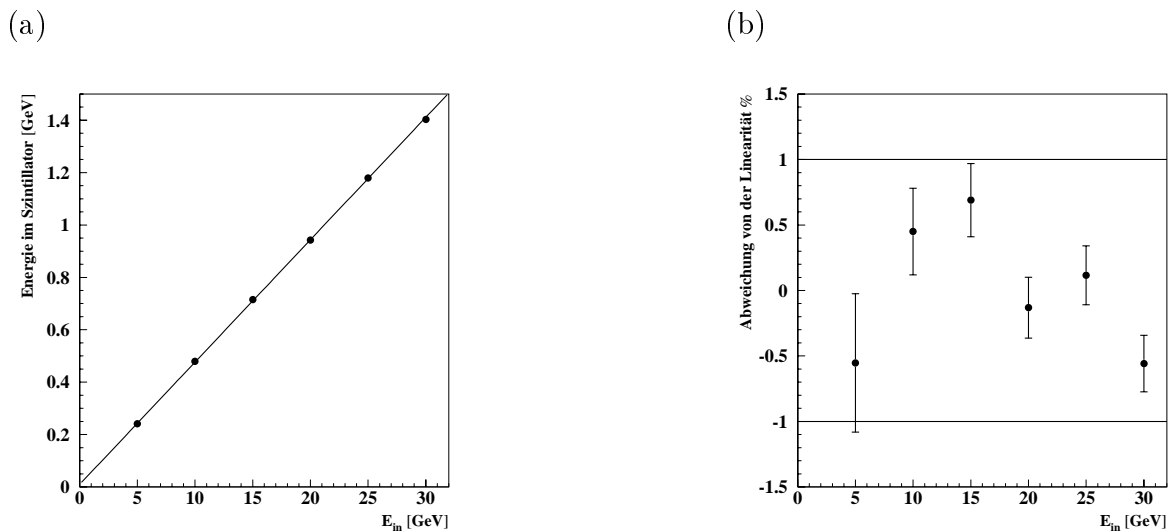 (a)
(b)
Energie im Szintillator [GeV]
1.4
1.2
1
0.8
0.6
0.4
0.2
0
0 5 10 15 20 25 30
E_in [GeV]
Abweichung von der Linearität %
1.5
1
0.5
0
-0.5
-1
-1.5
0 5 10 15 20 25 30
E_in [GeV]